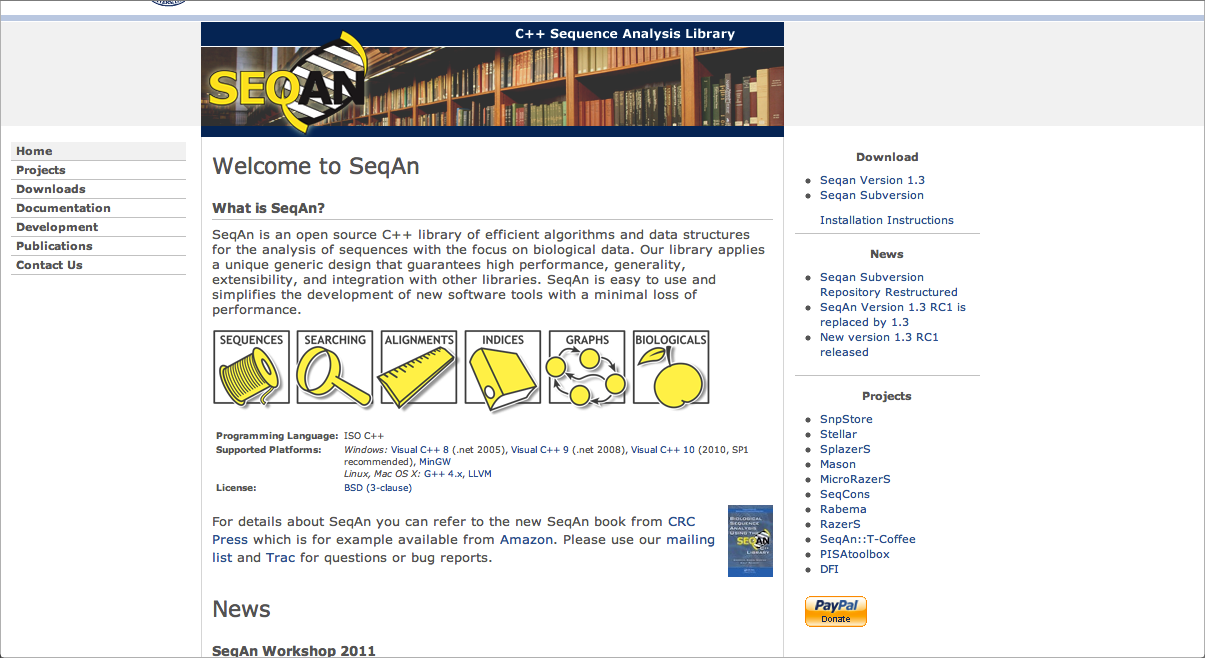 C++ Sequence Analysis Library
SEQAN
Home
Projects
Downloads
Documentation
Development
Publications
Contact Us
Welcome to SeqAn
What is SeqAn?
SeqAn is an open source C++ library of efficient algorithms and data structures
for the analysis of sequences with the focus on biological data. Our library applies
a unique generic design that guarantees high performance, generality,
extensibility, and integration with other libraries. SeqAn is easy to use and
simplifies the development of new software tools with a minimal loss of
performance.
SEQUENCES SEARCHING ALIGNMENTS INDICES GRAPHS BIOLOGICALS
Programming Language: ISO C++
Supported Platforms: Windows: Visual C++ 8 (.net 2005), Visual C++ 9 (.net 2008), Visual C++ 10 (2010, SP1
recommended), MinGW
Linux, Mac OS X: G++ 4.x, LLVM
License: BSD (3-clause)
For details about SeqAn you can refer to the new SeqAn book from CRC
Press which is for example available from Amazon. Please use our mailing
list and Trac for questions or bug reports.
BIOLOGICAL
SEQUENCE
ANALYSIS
USING THE
SEQAN
C++
LIBRARY
News
SeqAn Workshop 2011
Download
Seqan Version 1.3
Seqan Subversion
Installation Instructions
News
Seqan Subversion
Repository Restructured
SeqAn Version 1.3 RC1 is
replaced by 1.3
New version 1.3 RC1
released
Projects
SnpStore
Stellar
SplazerS
Mason
MicroRazerS
SeqCons
Rabema
RazerS
SeqAn::T-Coffee
PISAtoolbox
DFI
PayPal
Donate